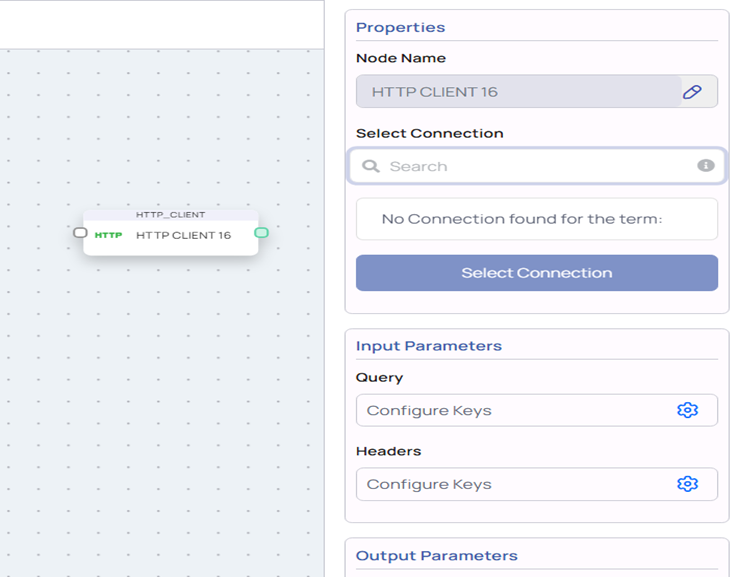 Properties
Node Name
HTTP CLIENT 16
Select Connection
Search
No Connection found for the term:
Select Connection
HTTP_CLIENT
HTTP HTTP CLIENT 16
Input Parameters
Query
Configure Keys
Headers
Configure Keys
Output Parameters